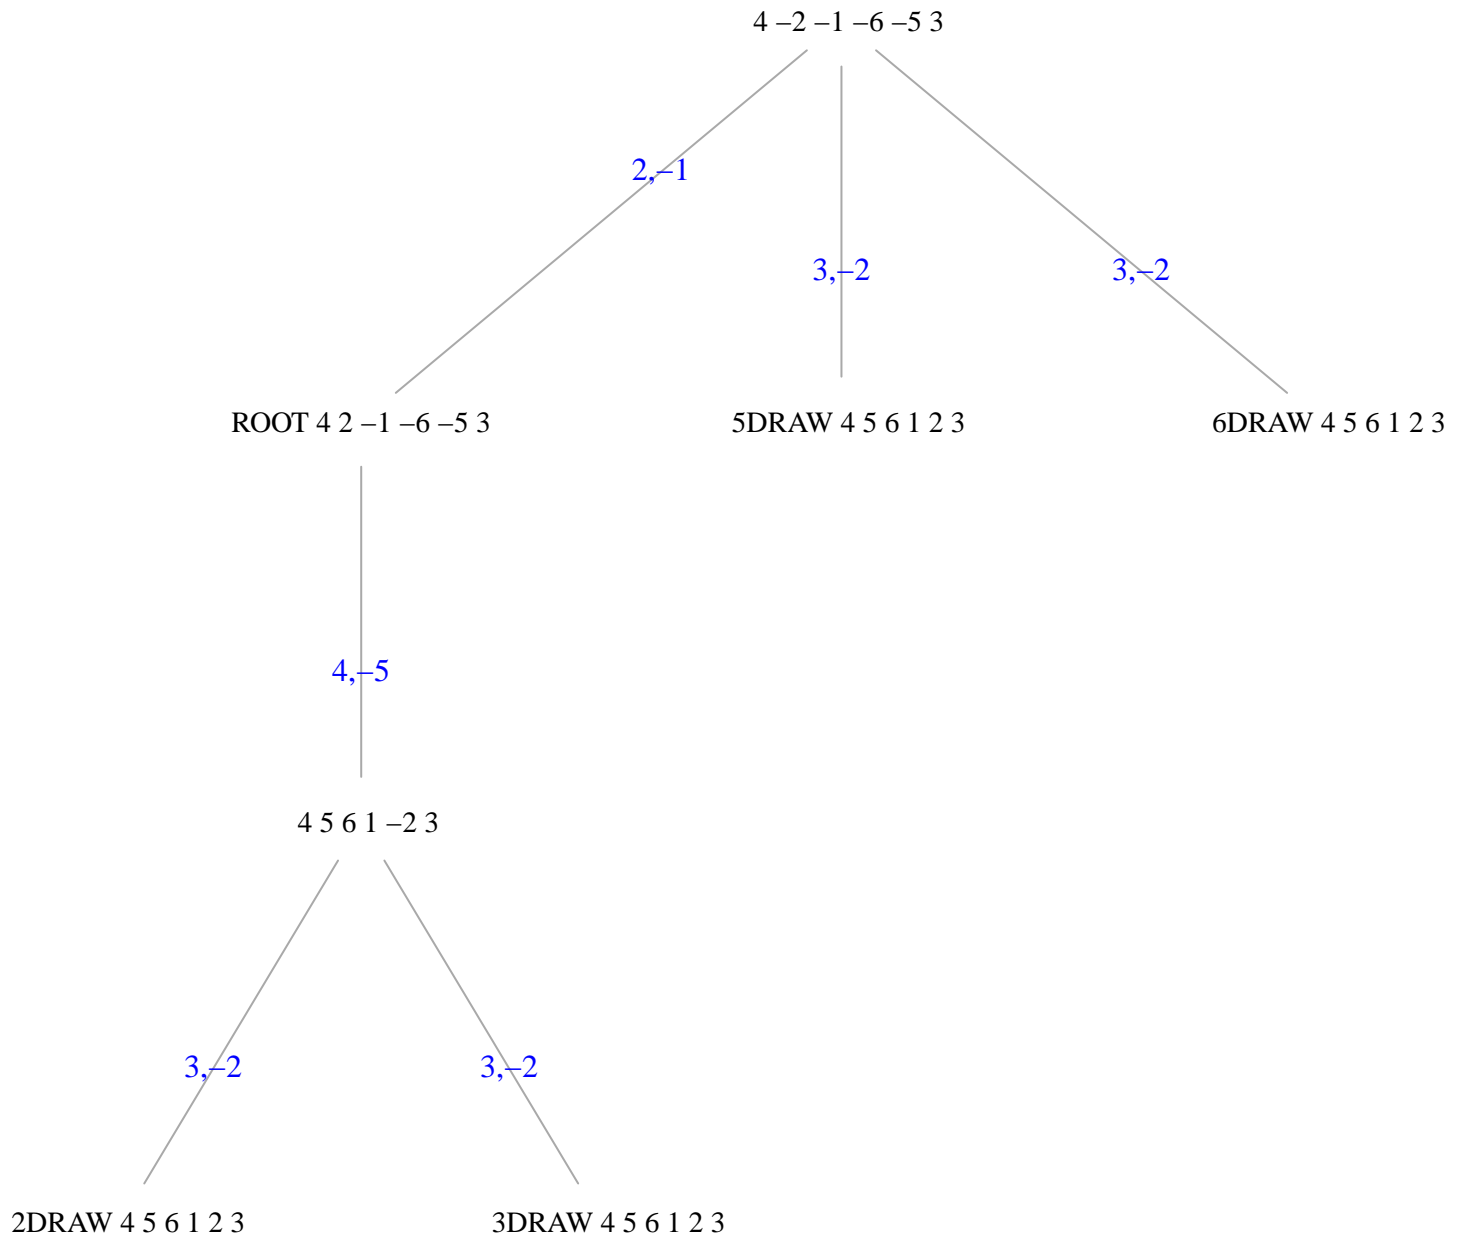 4 –2 –1 –6 –5 3
2,–1
3,–2
3,–2
ROOT 4 2 –1 –6 –5 3
5DRAW 4 5 6 1 2 3
6DRAW 4 5 6 1 2 3
4,–5
4 5 6 1 –2 3
3,–2
3,–2
2DRAW 4 5 6 1 2 3
3DRAW 4 5 6 1 2 3